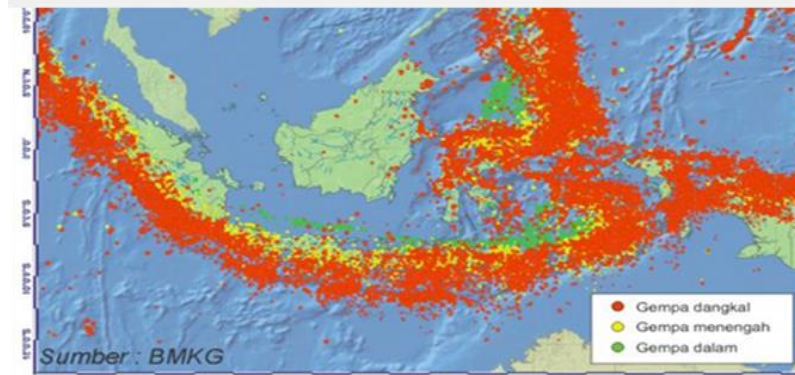 Gempa dangkal
Gempa menengah
Gempa dalam
Sumber : BMKG